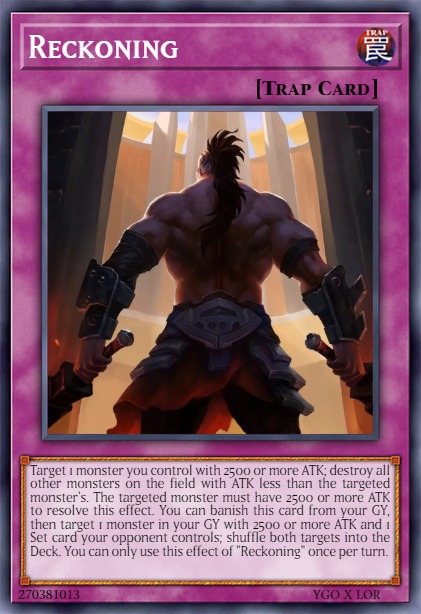 RECKONING
TRAP
罠
[TRAP CARD]
Target 1 monster you control with 2500 or more ATK; destroy all
other monsters on the field with ATK less than the targeted
monster's. The targeted monster must have 2500 or more ATK
to resolve this effect. You can banish this card from your GY,
then target 1 monster in your GY with 2500 or more ATK and 1
Set card your opponent controls; shuffle both targets into the
Deck. You can only use this effect of "Reckoning" once per turn.
270381013
YGO X LOR